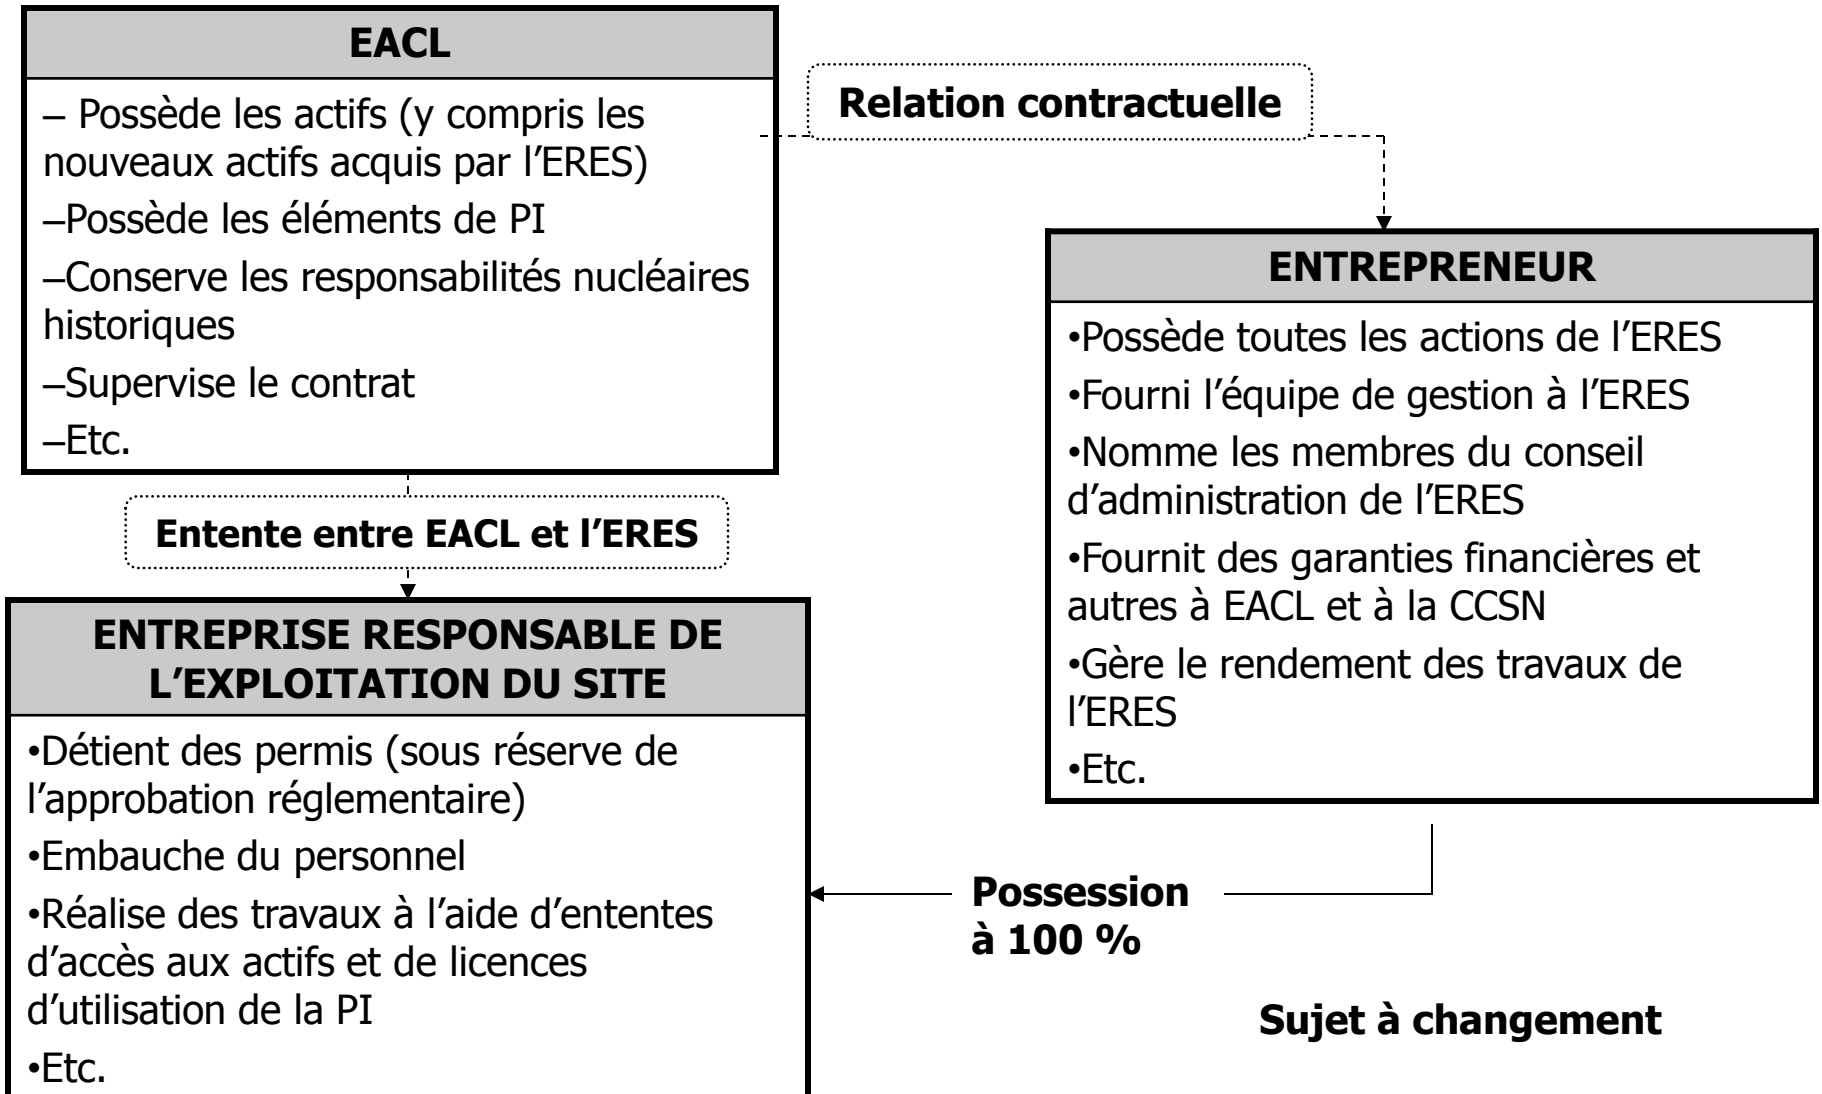 EACL
– Possède les actifs (y compris les
nouveaux actifs acquis par l’ERES)
–Possède les éléments de PI
–Conserve les responsabilités nucléaires
historiques
–Supervise le contrat
–Etc.
Relation contractuelle
ENTREPRENEUR
•Possède toutes les actions de l’ERES
•Fourni l’équipe de gestion à l’ERES
•Nomme les membres du conseil
d’administration de l’ERES
•Fournit des garanties financières et
autres à EACL et à la CCSN
•Gère le rendement des travaux de
l’ERES
•Etc.
Entente entre EACL et l’ERES
ENTREPRISE RESPONSABLE DE
L’EXPLOITATION DU SITE
•Détient des permis (sous réserve de
l’approbation réglementaire)
•Embauche du personnel
•Réalise des travaux à l’aide d’ententes
d’accès aux actifs et de licences
d’utilisation de la PI
•Etc.
Possession
à 100 %
Sujet à changement